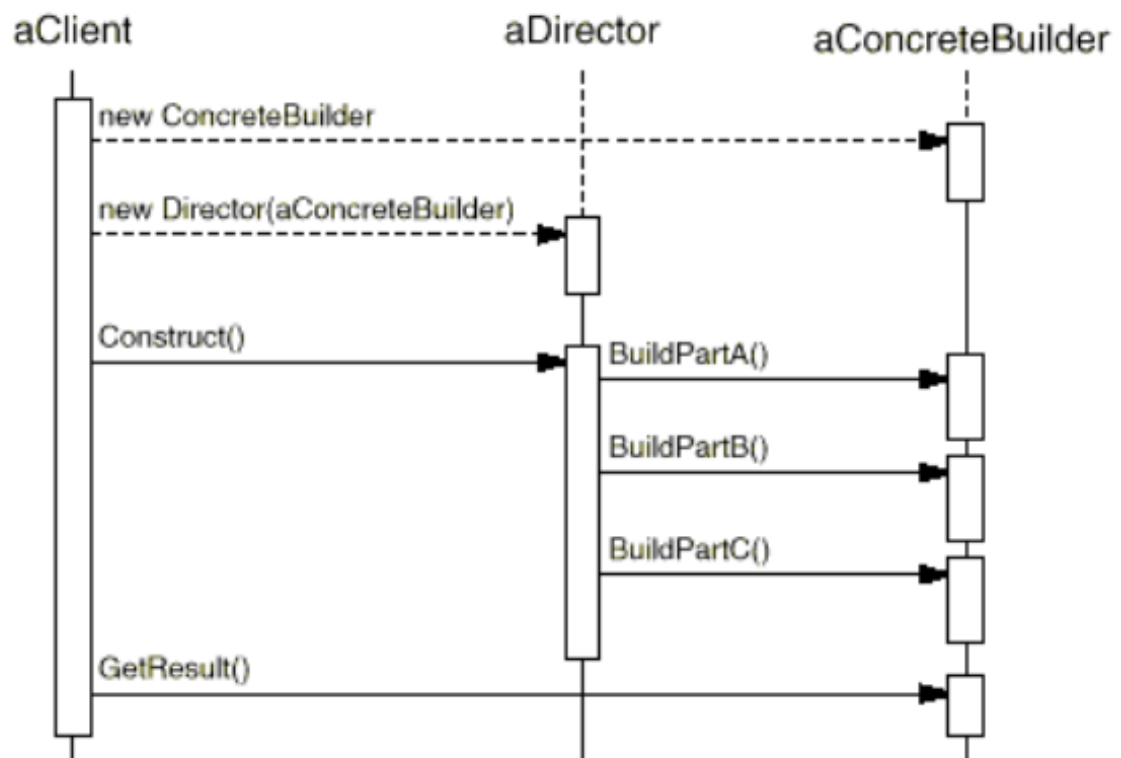 aClient
aDirector
aConcreteBuilder
new ConcreteBuilder
new Director(aConcreteBuilder)
Construct()
BuildPartA()
BuildPartB()
BuildPartC()
GetResult()